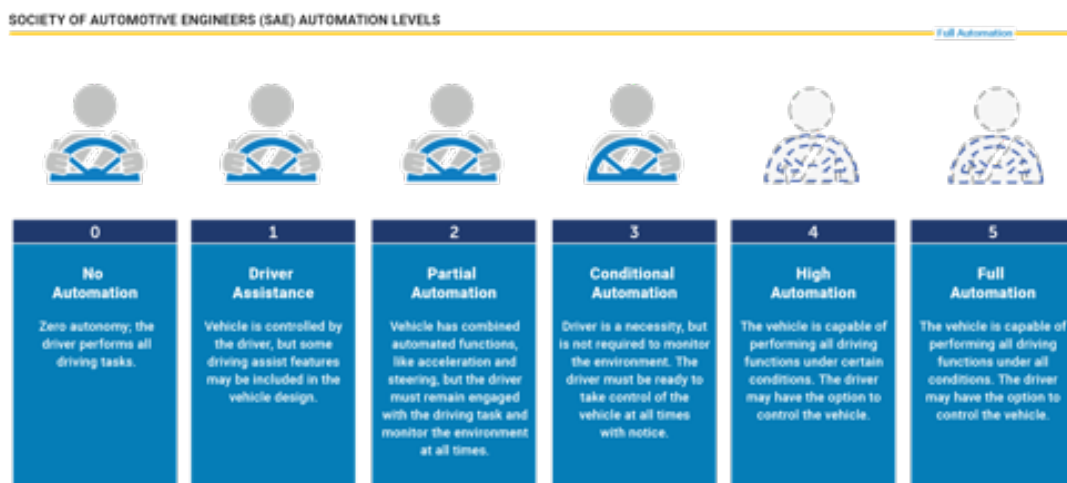 SOCIETY OF AUTOMOTIVE ENGINEERS (SAE) AUTOMATION LEVELS
Full Automation
0
No
Automation
Zero autonomy; the
driver performs all
driving tasks.
1
Driver
Assistance
Vehicle is controlled by
the driver, but some
driving assist features
may be included in the
vehicle design.
2
Partial
Automation
Vehicle has combined
automated functions,
like acceleration and
steering, but the driver
must remain engaged
with the driving task and
monitor the environment
at all times.
3
Conditional
Automation
Driver is a necessity, but
is not required to monitor
the environment. The
driver must be ready to
take control of the
vehicle at all times
with notice.
4
High
Automation
The vehicle is capable of
performing all driving
functions under certain
conditions. The driver
may have the option to
control the vehicle.
5
Full
Automation
The vehicle is capable of
performing all driving
functions under all
conditions. The driver
may have the option to
control the vehicle.